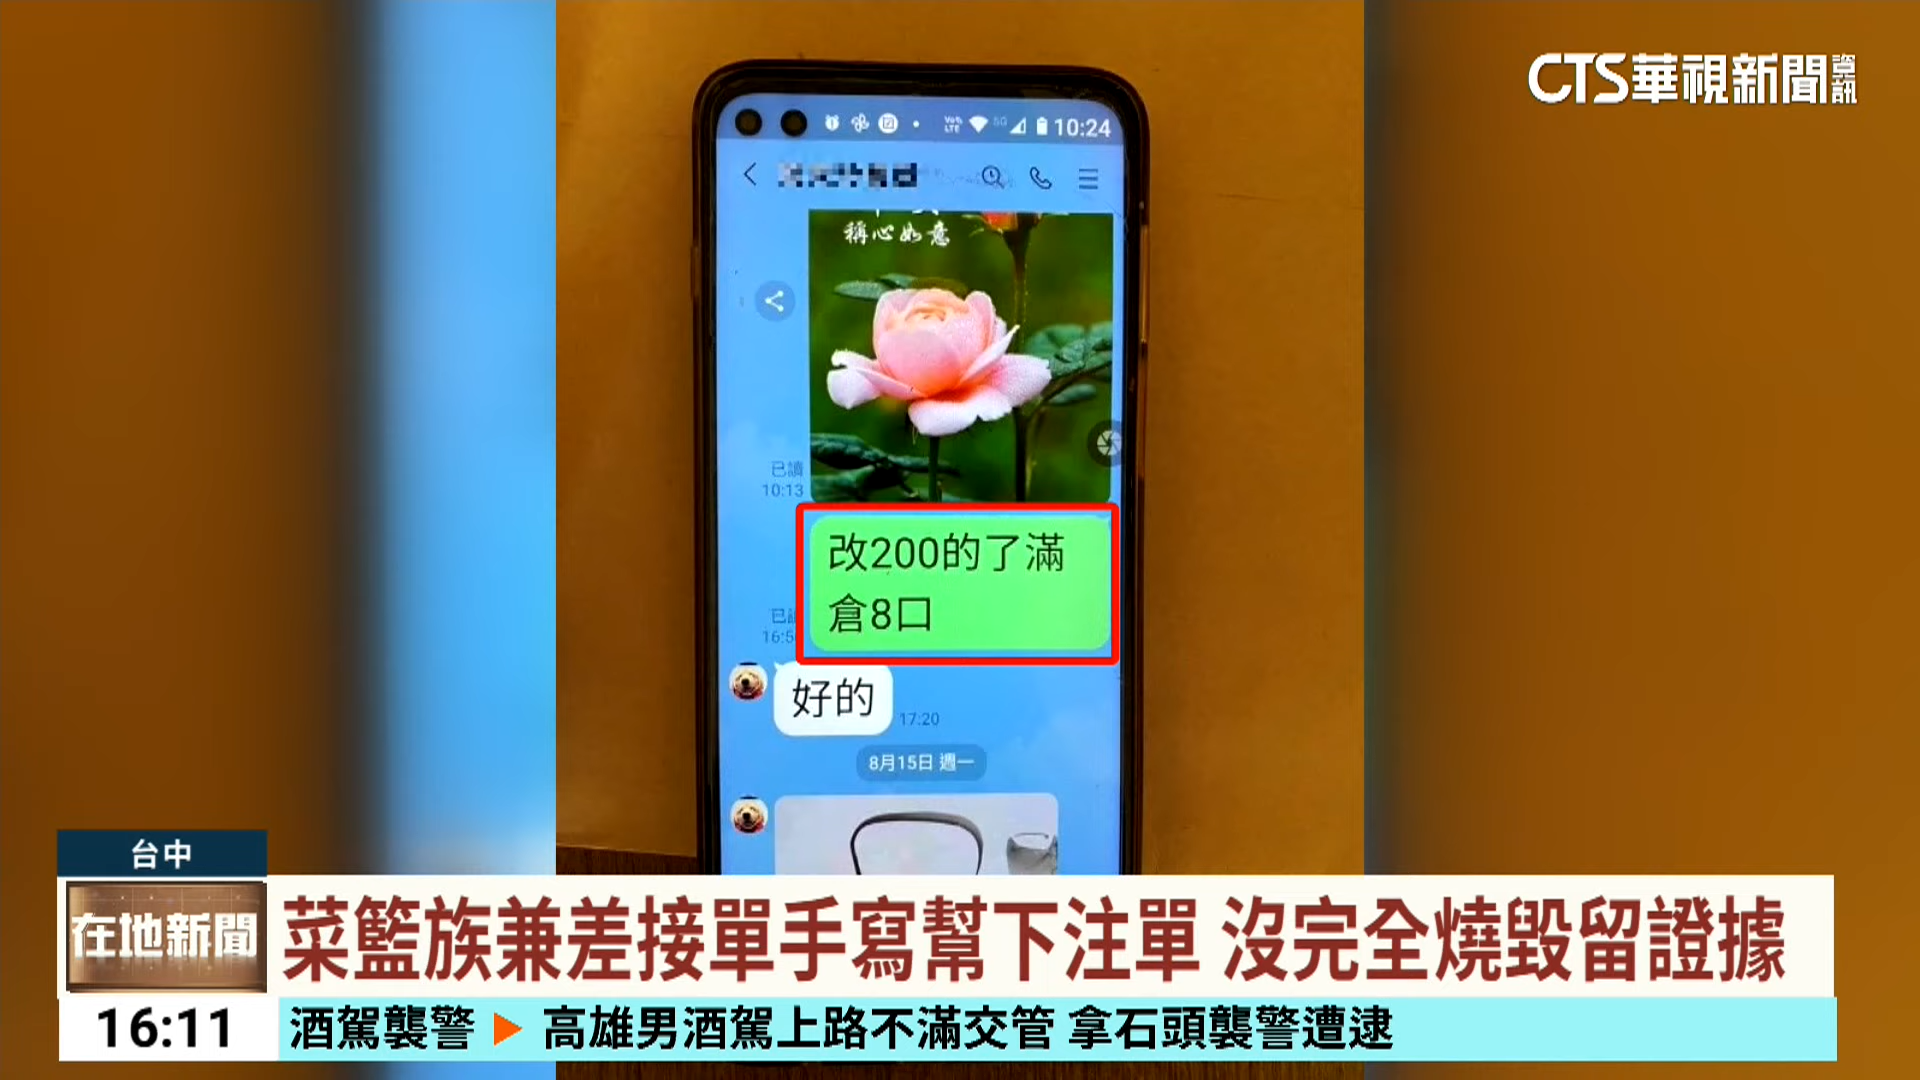 CTS華視新聞資訊
10:24
稱心如意
已讀
10:13
改200的了滿
倉8口
好的
17:20
8月15日 週一
台中
在地新聞
菜籃族兼差接單手寫幫下注單 沒完全燒毀留證據
16:11
酒駕襲警 ▶ 高雄男酒駕上路不滿交管 拿石頭襲警遭逮